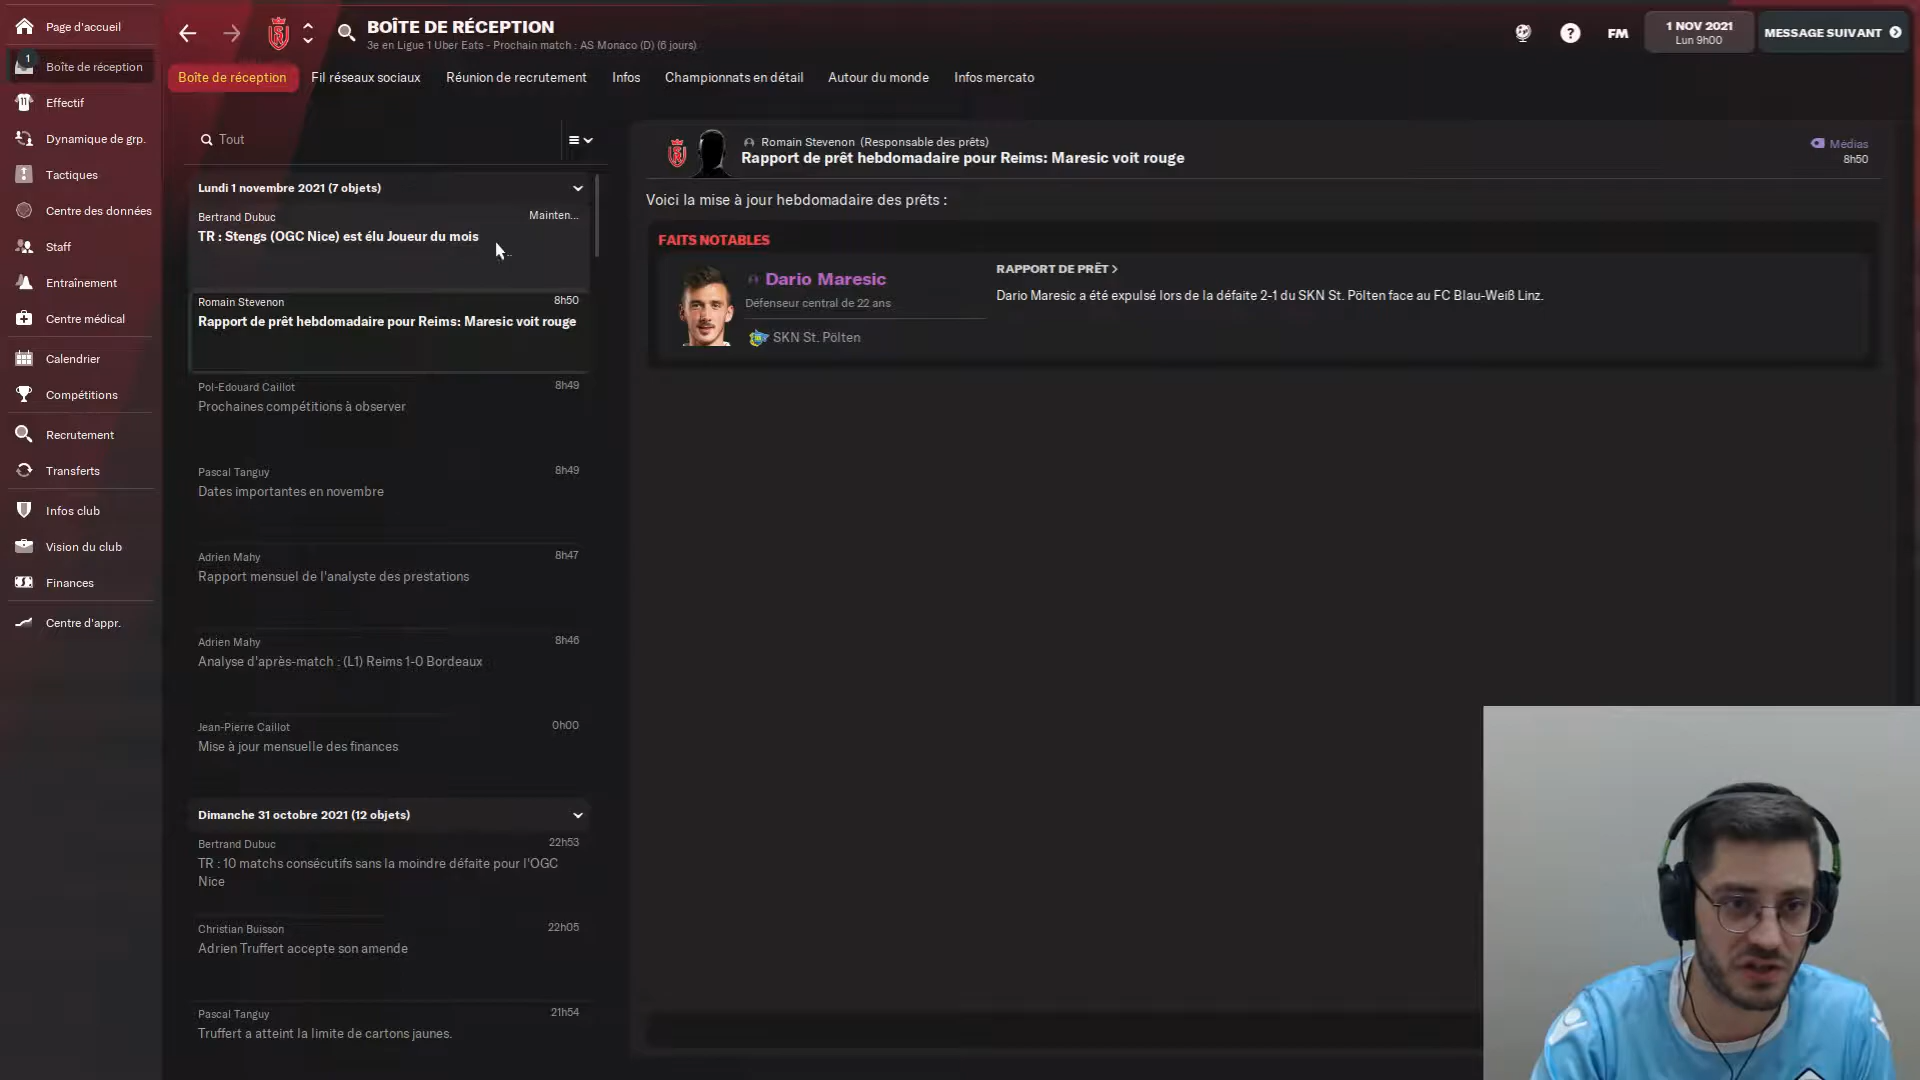 Page d'accueil
1
Boîte de réception
Effectif
Dynamique de grp.
Tactiques
Centre des données
Staff
Entraînement
Centre médical
Calendrier
Compétitions
Recrutement
Transferts
Infos club
Vision du club
Finances
Centre d'appr.
BOÎTE DE RÉCEPTION
3e en Ligue 1 Uber Eats - Prochain match : AS Monaco (D) (6 jours)
?
FM
1 NOV 2021
Lun 9h00
MESSAGE SUIVANT
Boîte de réception
Fil réseaux sociaux
Réunion de recrutement
Infos
Championnats en détail
Autour du monde
Infos mercato
Tout
Lundi 1 novembre 2021 (7 objets)
Bertrand Dubuc
Mainten...
TR : Stengs (OGC Nice) est élu Joueur du mois
Romain Stevenon
8h50
Rapport de prêt hebdomadaire pour Reims: Maresic voit rouge
Pol-Edouard Caillot
8h49
Prochaines compétitions à observer
Pascal Tanguy
8h49
Dates importantes en novembre
Adrien Mahy
8h47
Rapport mensuel de l'analyste des prestations
Adrien Mahy
8h46
Analyse d'après-match : (L1) Reims 1-0 Bordeaux
Jean-Pierre Caillot
0h00
Mise à jour mensuelle des finances
Dimanche 31 octobre 2021 (12 objets)
Bertrand Dubuc
22h53
TR : 10 matchs consécutifs sans la moindre défaite pour l'OGC
Nice
Christian Buisson
22h05
Adrien Truffert accepte son amende
Pascal Tanguy
21h54
Truffert a atteint la limite de cartons jaunes.
Romain Stevenon (Responsable des prêts)
Rapport de prêt hebdomadaire pour Reims: Maresic voit rouge
Médias
8h50
Voici la mise à jour hebdomadaire des prêts :
FAITS NOTABLES
Dario Maresic
Défenseur central de 22 ans
SKN St. Pölten
RAPPORT DE PRÊT >
Dario Maresic a été expulsé lors de la défaite 2-1 du SKN St. Pölten face au FC Blau-Weiß Linz.